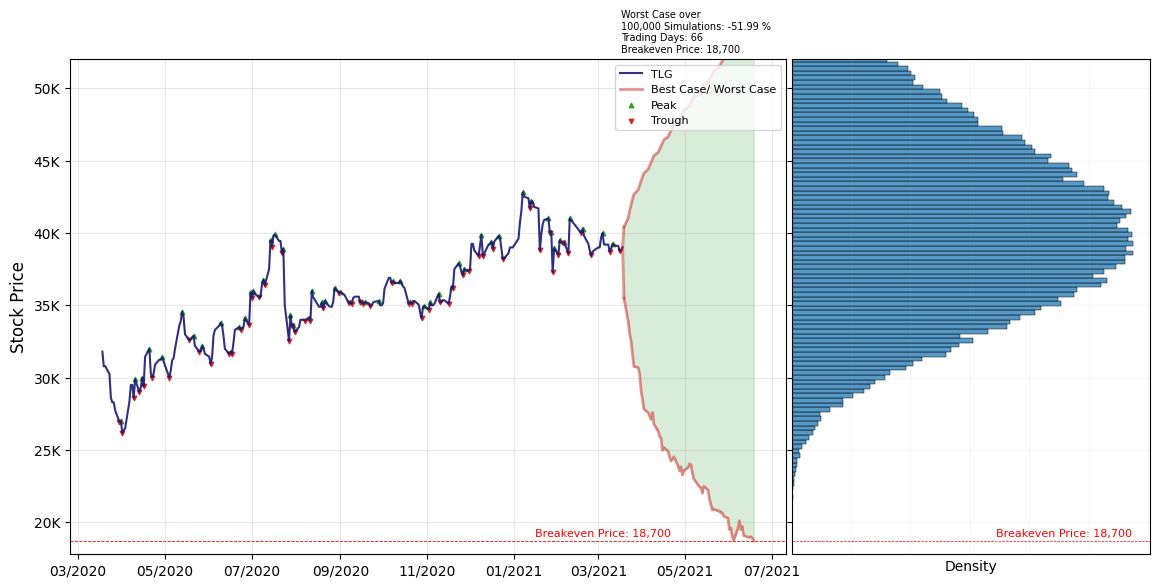 Worst Case over
100,000 Simulations: -51.99 %
Trading Days: 66
Breakeven Price: 18,700
TLG
Best Case/ Worst Case
Peak
Trough
Stock Price
50K
45K
40K
35K
30K
25K
20K
Breakeven Price: 18,700
Breakeven Price: 18,700
03/2020
05/2020
07/2020
09/2020
11/2020
01/2021
03/2021
05/2021
07/2021
Density